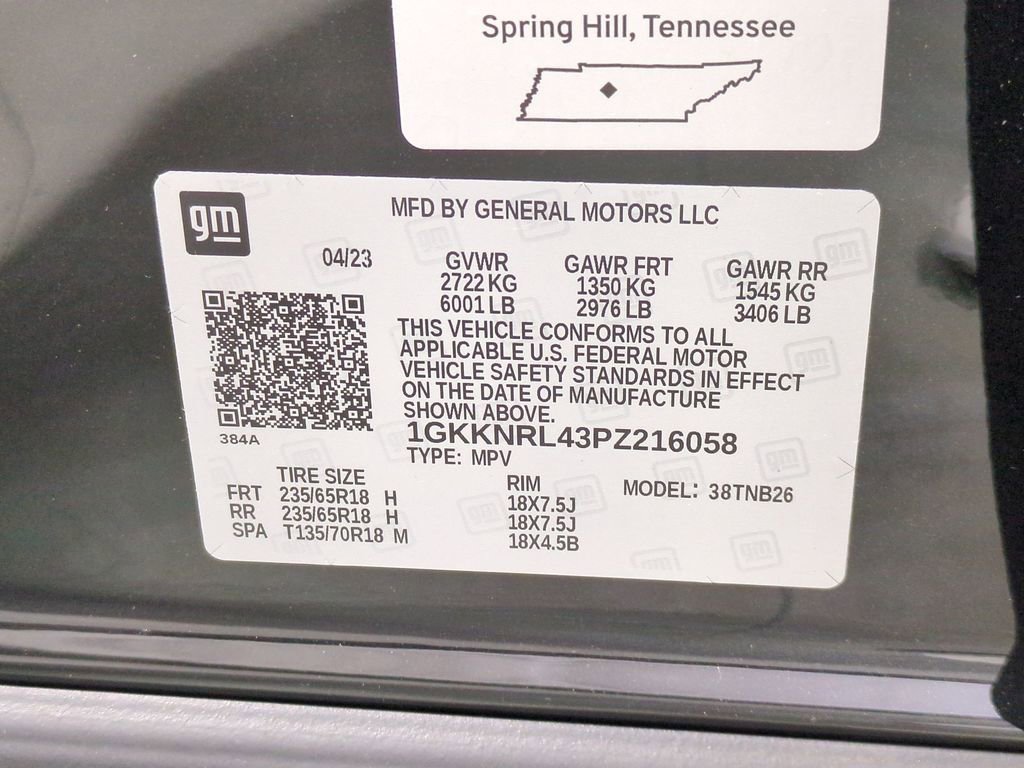 Spring Hill, Tennessee
gm
MFD BY GENERAL MOTORS LLC
04/23
GVWR
2722 KG
6001 LB
GAWR FRT
1350 KG
2976 LB
GAWR RR
1545 KG
3406 LB
THIS VEHICLE CONFORMS TO ALL
APPLICABLE U.S. FEDERAL MOTOR
VEHICLE SAFETY STANDARDS IN EFFECT
ON THE DATE OF MANUFACTURE
SHOWN ABOVE.
384A
1GKKNRL43PZ216058
TYPE: MPV
TIRE SIZE
FRT 235/65R18 H
RR 235/65R18 H
SPA T135/70R18 M
RIM
18X7.5J
18X7.5J
18X4.5B
MODEL: 38TNB26